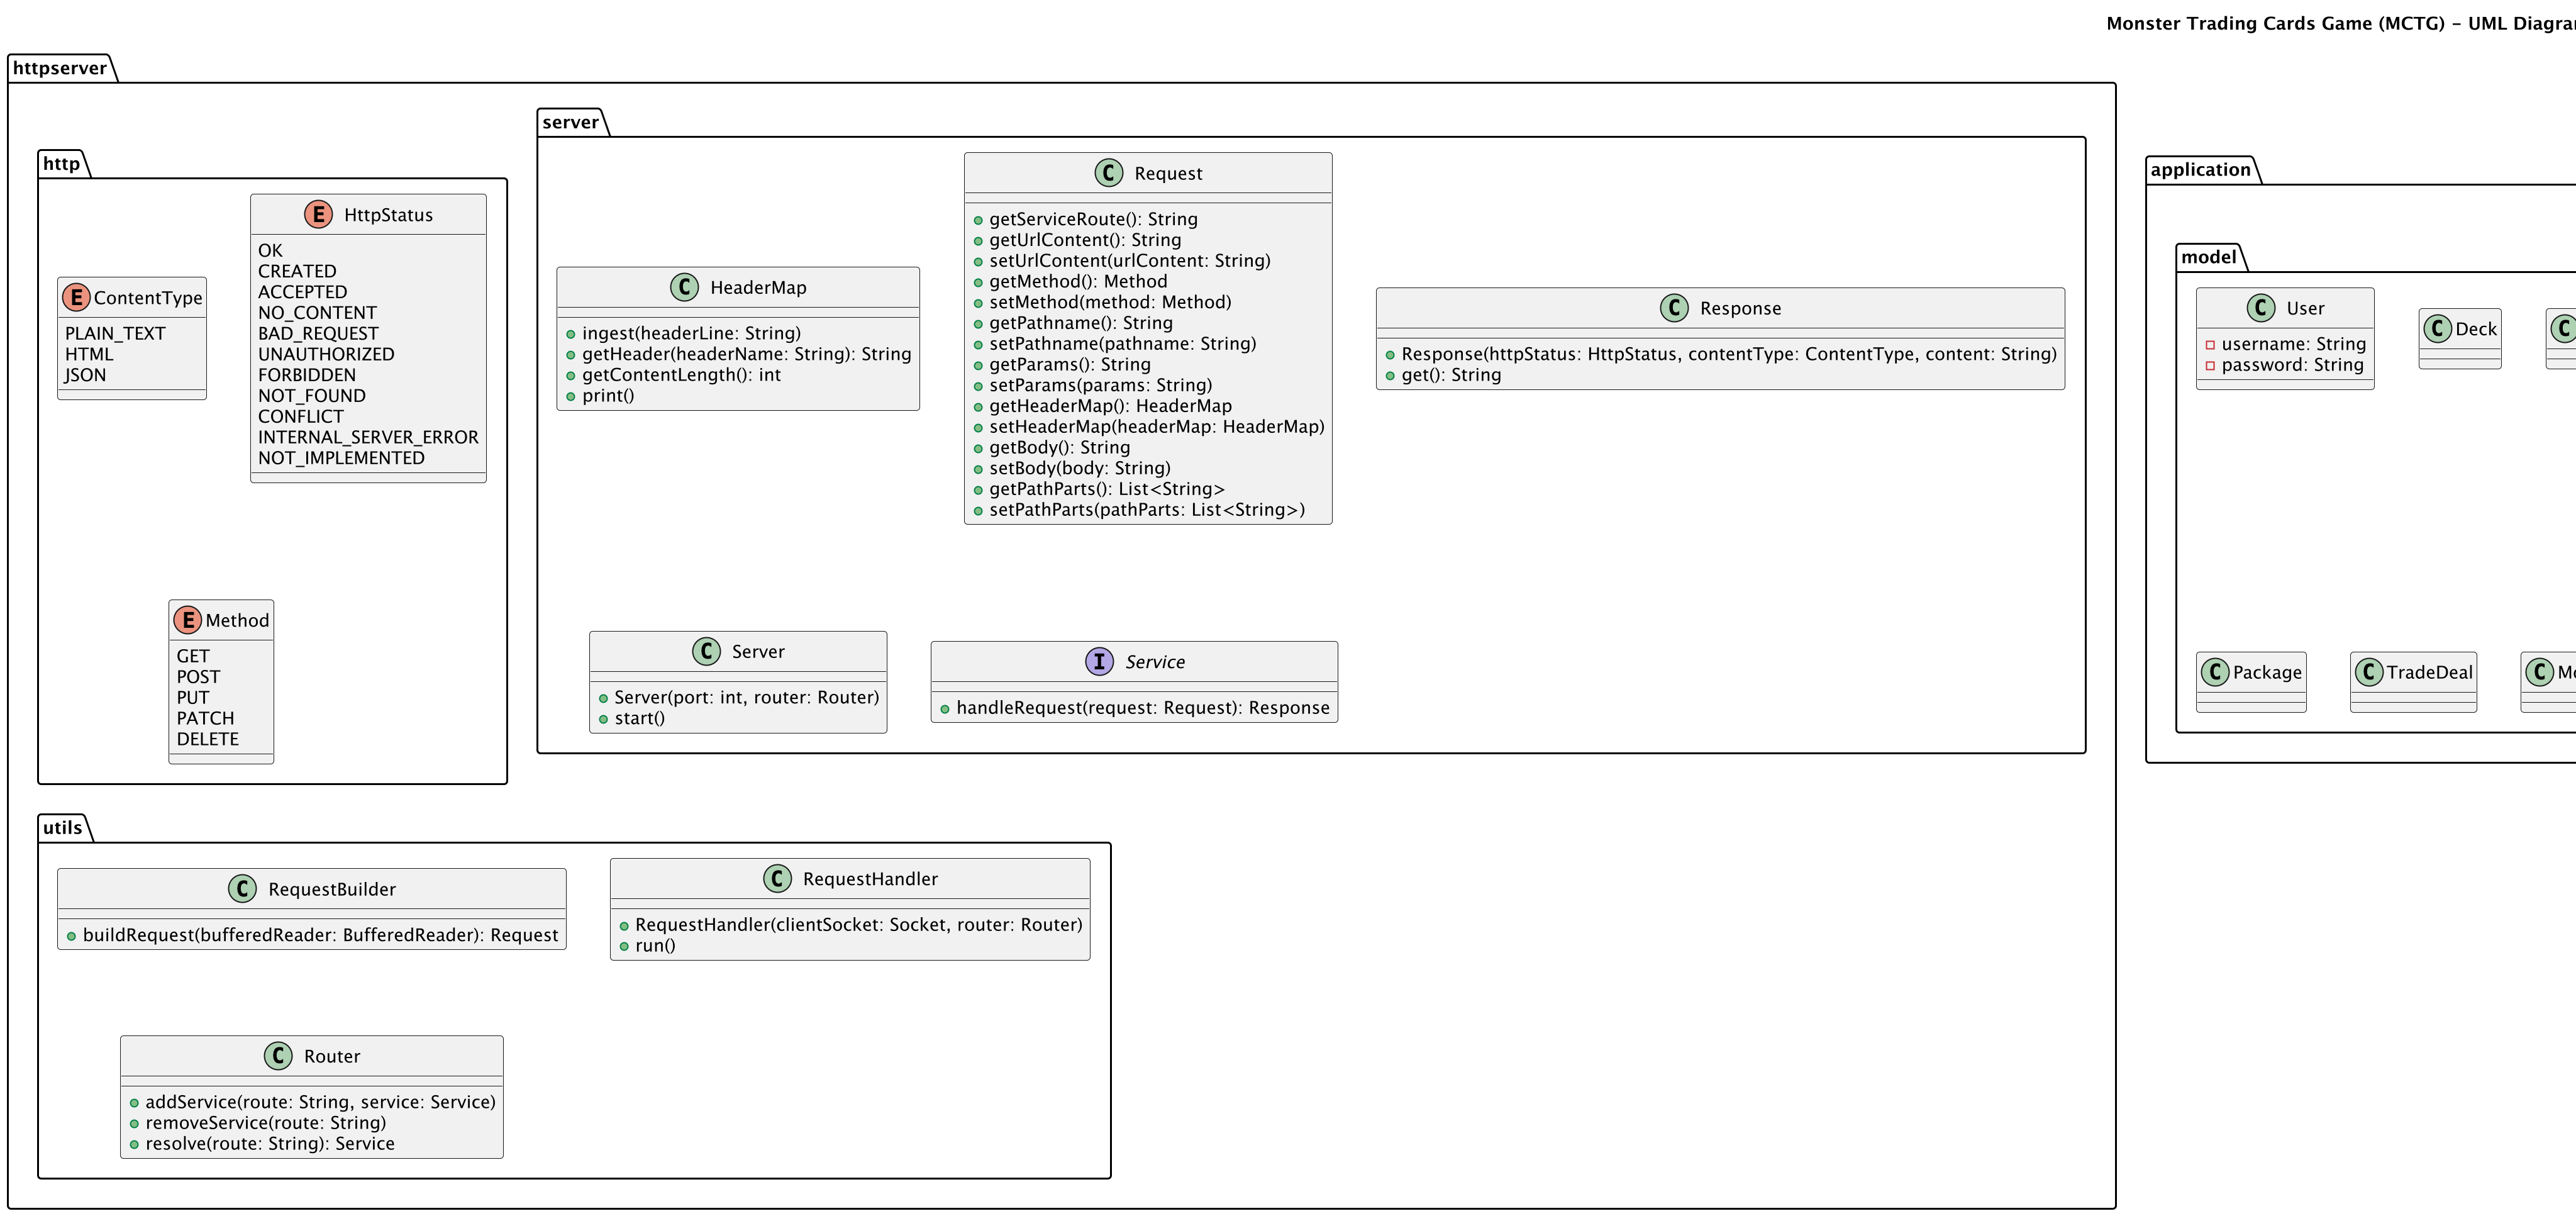 Monster Trading Cards Game (MCTG) – UML
httpserver
http
E ContentType
PLAIN_TEXT
HTML
JSON
E HttpStatus
OK
CREATED
ACCEPTED
NO_CONTENT
BAD_REQUEST
UNAUTHORIZED
FORBIDDEN
NOT_FOUND
CONFLICT
INTERNAL_SERVER_ERROR
NOT_IMPLEMENTED
E Method
GET
POST
PUT
PATCH
DELETE
server
C HeaderMap
ingest(headerLine: String)
getHeader(headerName: String): String
getContentLength(): int
print()
C Request
getServiceRoute(): String
getUrlContent(): String
setUrlContent(urlContent: String)
getMethod(): Method
setMethod(method: Method)
getPathname(): String
setPathname(pathname: String)
getParams(): String
setParams(params: String)
getHeaderMap(): HeaderMap
setHeaderMap(headerMap: HeaderMap)
getBody(): String
setBody(body: String)
getPathParts(): List<String>
setPathParts(pathParts: List<String>)
C Response
Response(httpStatus: HttpStatus, contentType: ContentType, content: String)
get(): String
C Server
Server(port: int, router: Router)
start()
I Service
handleRequest(request: Request): Response
utils
C RequestBuilder
buildRequest(bufferedReader: BufferedReader): Request
C RequestHandler
RequestHandler(clientSocket: Socket, router: Router)
run()
C Router
addService(route: String, service: Service)
removeService(route: String)
resolve(route: String): Service
application
model
C User
username: String
password: String
C Deck
C
C Package
C TradeDeal
C